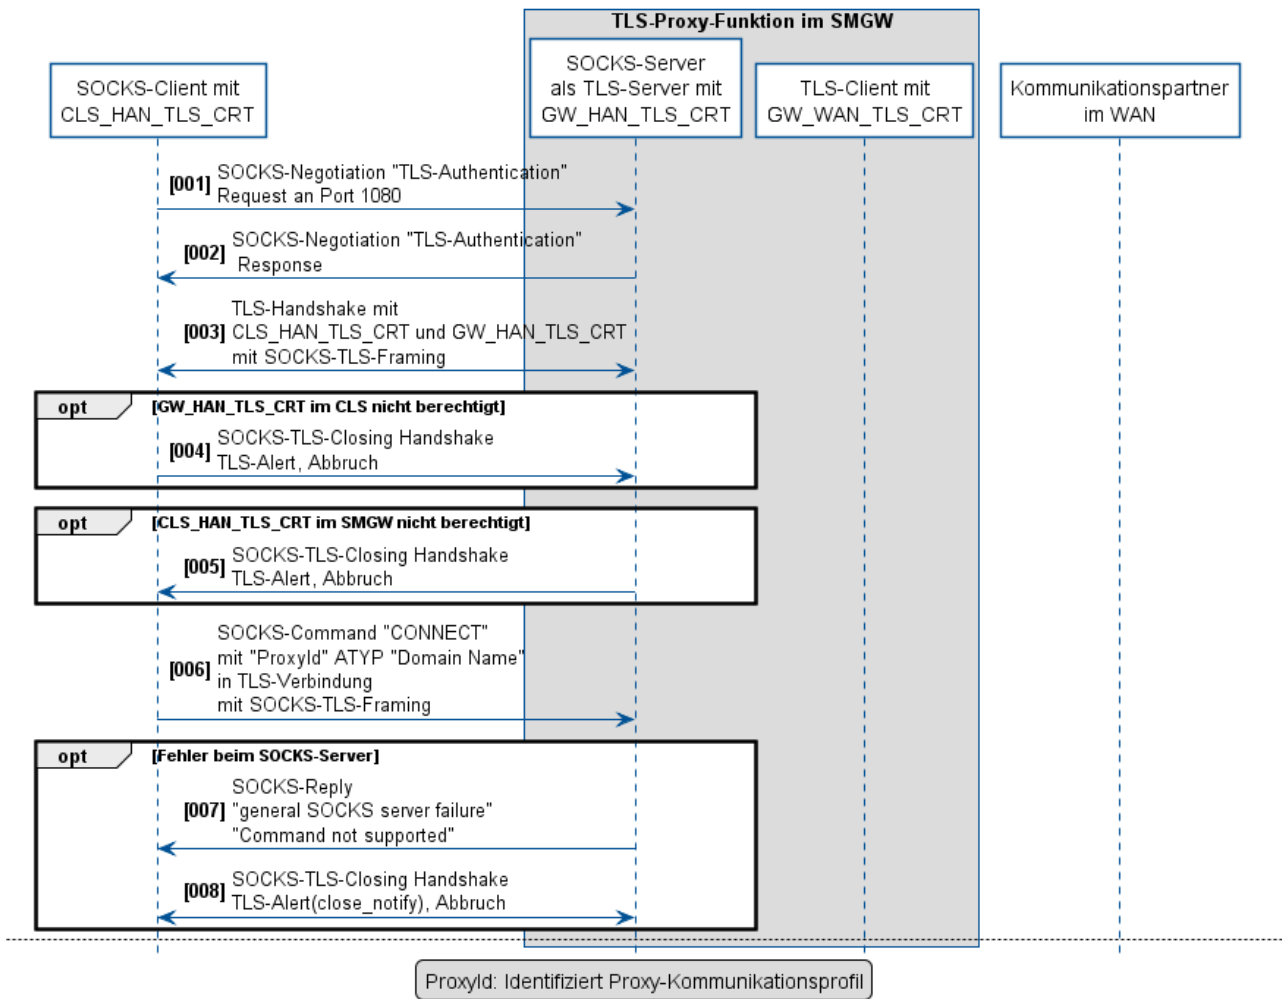 TLS-Proxy-Funktion im SMGW
SOCKS-Client mit
CLS_HAN_TLS_CRT
SOCKS-Server
als TLS-Server mit
GW_HAN_TLS_CRT
TLS-Client mit
GW_WAN_TLS_CRT
Kommunikationspartner
im WAN
[001] SOCKS-Negotiation "TLS-Authentication"
Request an Port 1080
[002] SOCKS-Negotiation "TLS-Authentication"
Response
TLS-Handshake mit
[003] CLS_HAN_TLS_CRT und GW_HAN_TLS_CRT
mit SOCKS-TLS-Framing
opt [GW_HAN_TLS_CRT im CLS nicht berechtigt]
[004] SOCKS-TLS-Closing Handshake
TLS-Alert, Abbruch
opt [CLS_HAN_TLS_CRT im SMGW nicht berechtigt]
[005] SOCKS-TLS-Closing Handshake
TLS-Alert, Abbruch
SOCKS-Command "CONNECT"
mit "ProxyId" ATYP "Domain Name"
[006] in TLS-Verbindung
mit SOCKS-TLS-Framing
opt [Fehler beim SOCKS-Server]
SOCKS-Reply
[007] "general SOCKS server failure"
"Command not supported"
[008] SOCKS-TLS-Closing Handshake
TLS-Alert(close_notify), Abbruch
ProxyId: Identifiziert Proxy-Kommunikationsprofil